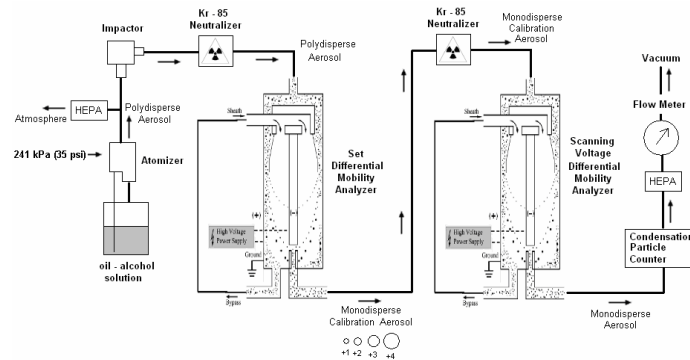 Impactor
Kr - 85
Neutralizer
Polydisperse
Aerosol
HEPA
Atmosphere
Polydisperse
Aerosol
241 kPa (35 psi)
Atomizer
oil - alcohol
solution
Sheath
Set
Differential
Mobility
Analyzer
(+)
(-)
High Voltage
Power Supply
Ground
Bypass
Monodisperse
Calibration Aerosol
+1 +2 +3 +4
Kr - 85
Neutralizer
Monodisperse
Calibration
Aerosol
Sheath
Scanning
Voltage
Differential
Mobility
Analyzer
(+)
(-)
High Voltage
Power Supply
Ground
Bypass
Monodisperse
Aerosol
Vacuum
Flow Meter
HEPA
Condensation
Particle
Counter